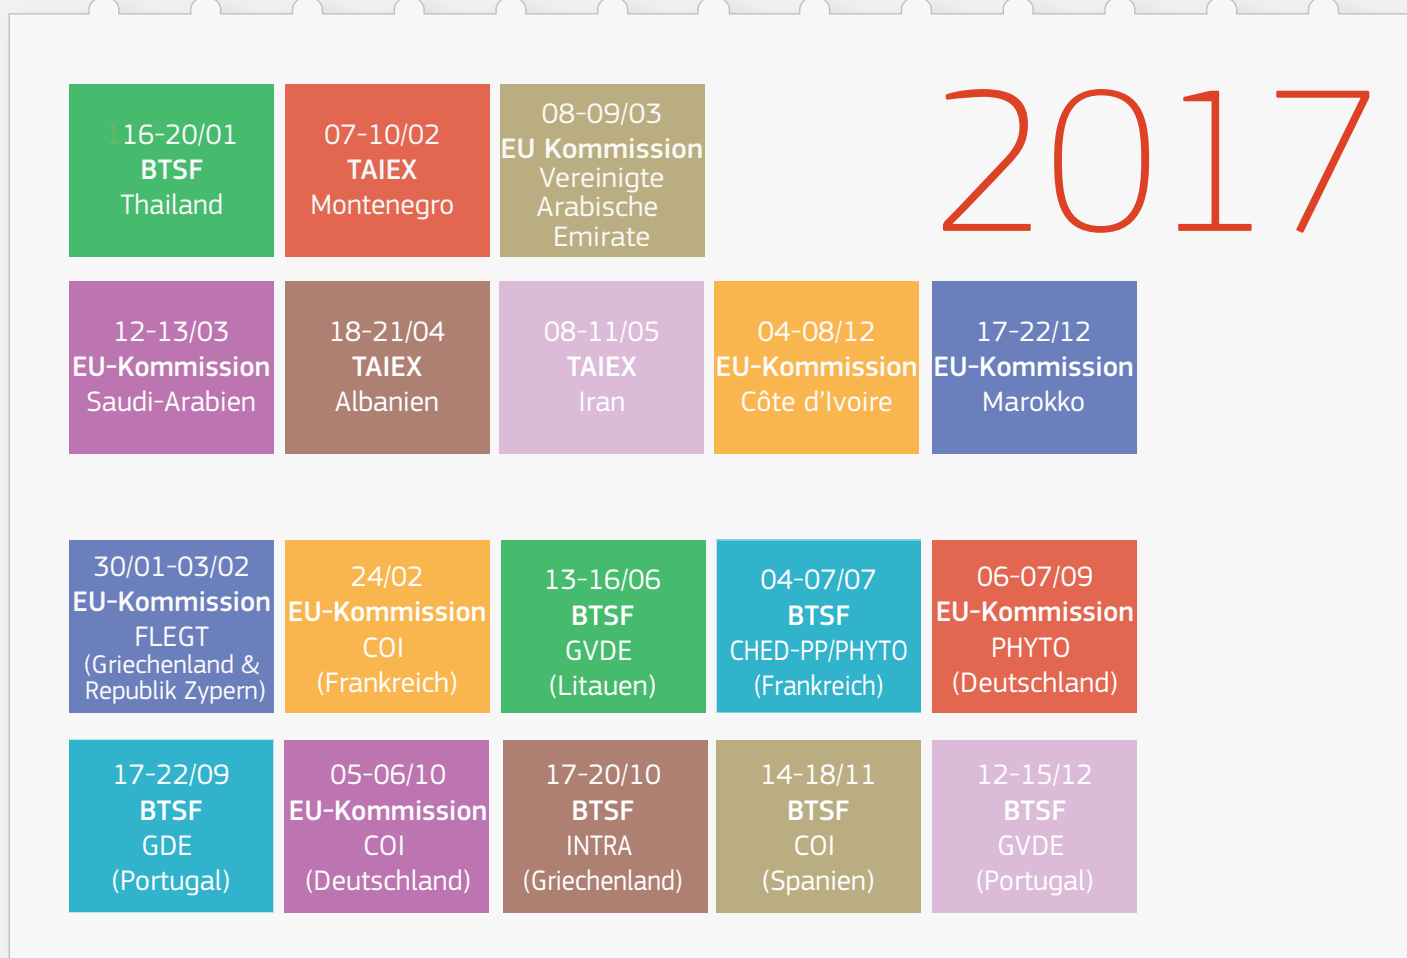 2017
116-20/01
BTSF
Thailand
07-10/02
TAIEX
Montenegro
08-09/03
EU Kommission
Vereinigte
Arabische
Emirate
12-13/03
EU-Kommission
Saudi-Arabien
18-21/04
TAIEX
Albanien
08-11/05
TAIEX
Iran
04-08/12
EU-Kommission
Côte d’Ivoire
17-22/12
EU-Kommission
Marokko
30/01-03/02
EU-Kommission
FLEGT
(Griechenland &
Republik Zypern)
24/02
EU-Kommission
COI
(Frankreich)
13-16/06
BTSF
GVDE
(Litauen)
04-07/07
BTSF
CHED-PP/PHYTO
(Frankreich)
06-07/09
EU-Kommission
PHYTO
(Deutschland)
17-22/09
BTSF
GDE
(Portugal)
05-06/10
EU-Kommission
COI
(Deutschland)
17-20/10
BTSF
INTRA
(Griechenland)
14-18/11
BTSF
COI
(Spanien)
12-15/12
BTSF
GVDE
(Portugal)